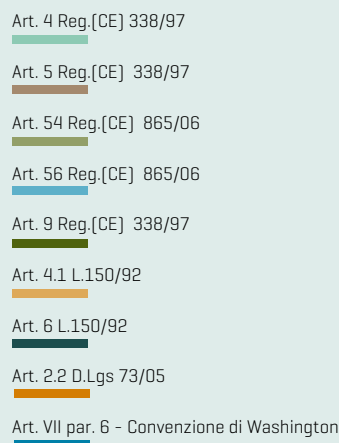 Art. 4 Reg.(CE) 338/97
Art. 5 Reg.(CE) 338/97
Art. 54 Reg.(CE) 865/06
Art. 56 Reg.(CE) 865/06
Art. 9 Reg.(CE) 338/97
Art. 4.1 L.150/92
Art. 6 L.150/92
Art. 2.2 D.Lgs 73/05
Art. VII par. 6 - Convenzione di Washington